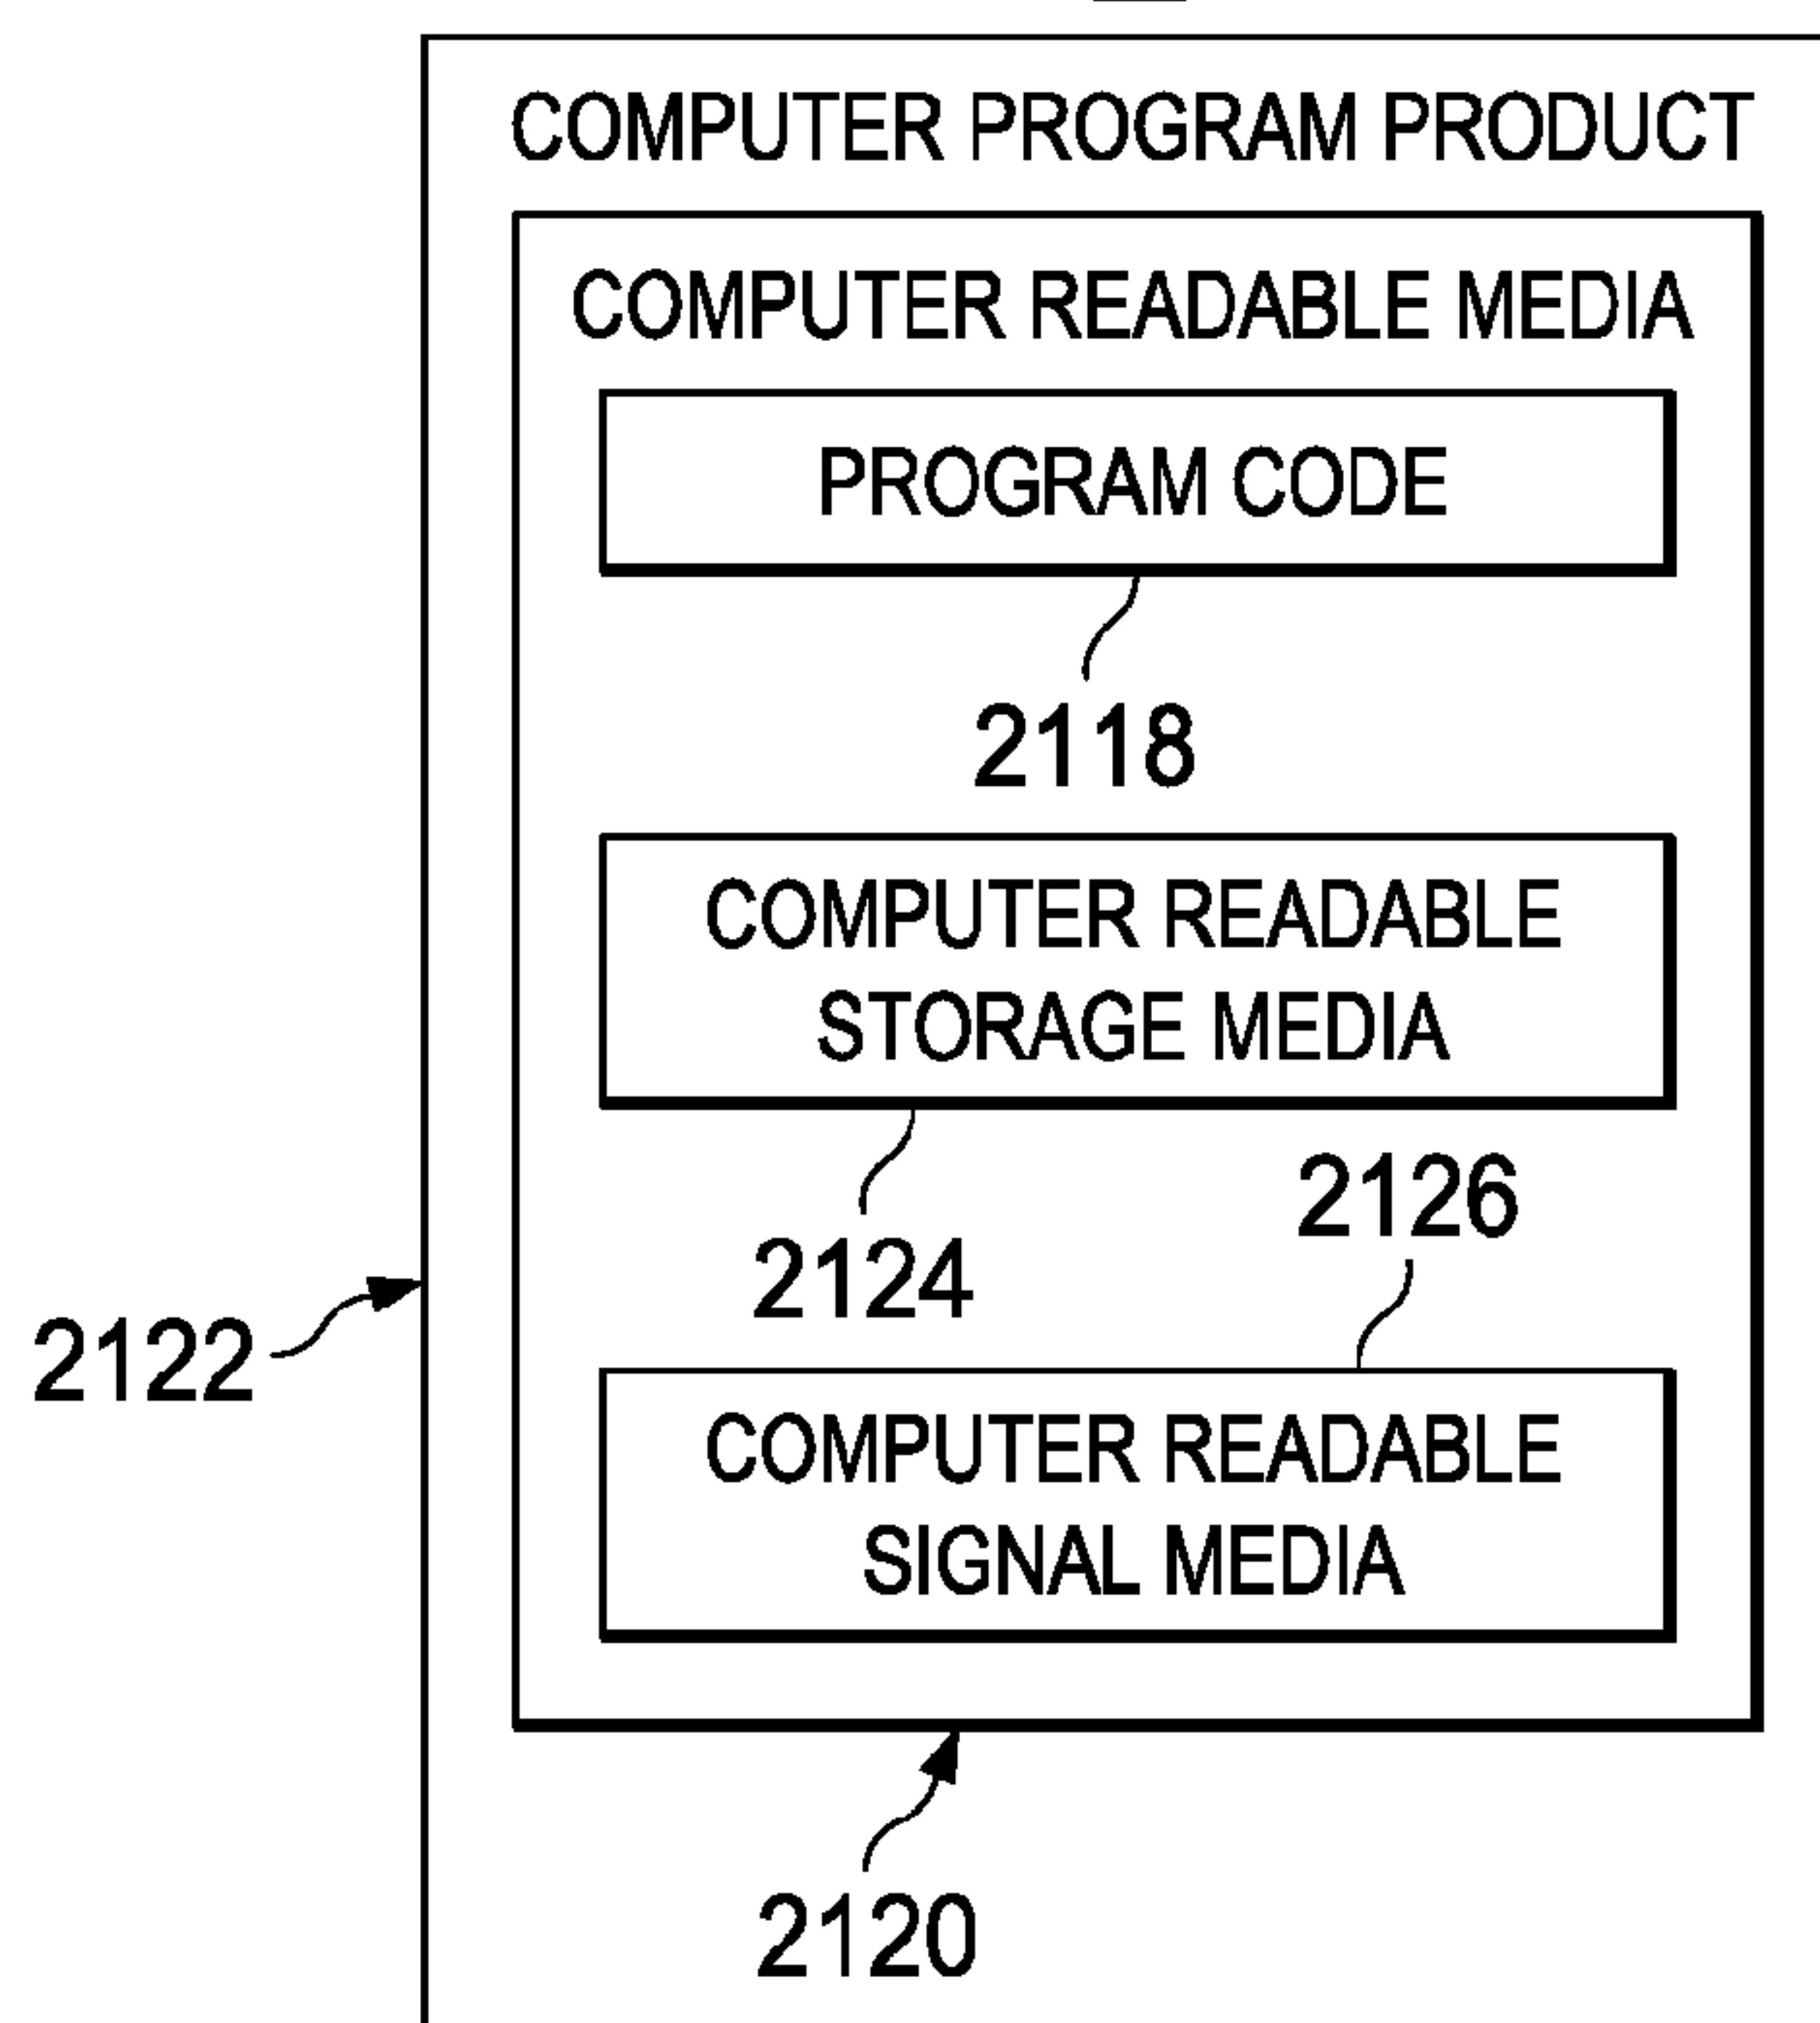 COMPUTER PROGRAM PRODUCT
COMPUTER READABLE MEDIA
PROGRAM CODE
2118
COMPUTER READABLE
STORAGE MEDIA
2126
2124
2122
COMPUTER READABLE
SIGNAL MEDIA
2120